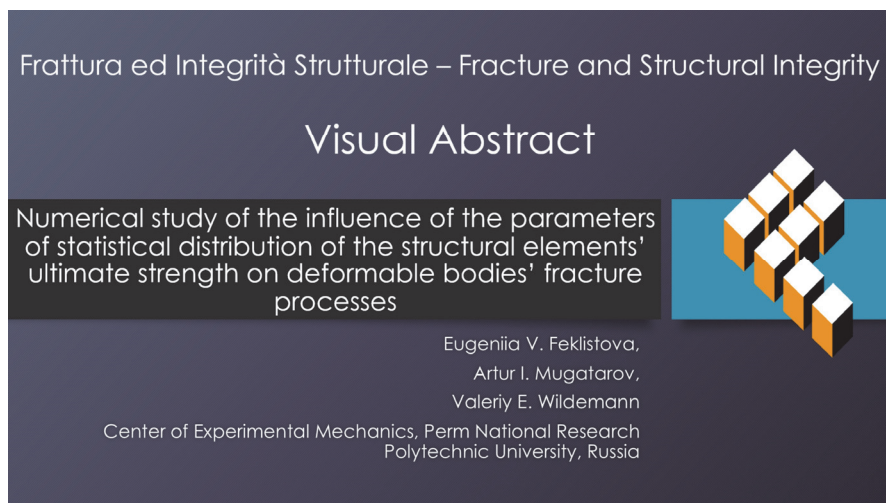 Frattura ed Integrità Strutturale – Fracture and Structural Integrity
Visual Abstract
Numerical study of the influence of the parameters
of statistical distribution of the structural elements’
ultimate strength on deformable bodies’ fracture
processes
Eugeniia V. Feklistova,
Artur I. Mugatarov,
Valeriy E. Wildemann
Center of Experimental Mechanics, Perm National Research
Polytechnic University, Russia